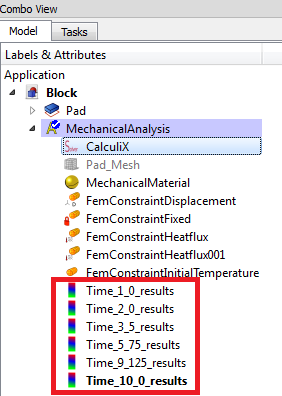 Combo View
Model
Tasks
Labels & Attributes
Application
Block
Pad
MechanicalAnalysis
CalculiX
Pad_Mesh
MechanicalMaterial
FemConstraintDisplacement
FemConstraintFixed
FemConstraintHeatflux
FemConstraintHeatflux001
FemConstraintInitialTemperature
Time_1_0_results
Time_2_0_results
Time_3_5_results
Time_5_75_results
Time_9_125_results
Time_10_0_results